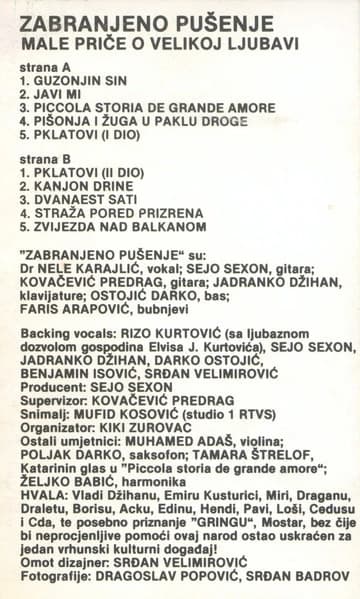 ZABRANJENO PUŠENJE
MALE PRIČE O VELIKOJ LJUBAVI
strana A
1. GUZONJIN SIN
2. JAVI MI
3. PICCOLA STORIA DE GRANDE AMORE
4. PIŠONJA I ŽUGA U PAKLU DROGE
5. PKLATOVI (I DIO)
strana B
1. PKLATOVI (II DIO)
2. KANJON DRINE
3. DVANAEST SATI
4. STRAŽA PORED PRIZRENA
5. ZVIJEZDA NAD BALKANOM
"ZABRANJENO PUŠENJE“ su:
Dr NELE KARAJLIĆ, vokal; SEJO SEXON, gitara;
KOVAČEVIĆ PREDRAG, gitara; JADRANKO DŽIHAN,
klavijature; OSTOJIĆ DARKO, bas;
FARIS ARAPOVIĆ, bubnjevi
Backing vocals: RIZO KURTOVIĆ (sa ljubaznom
dozvolom gospodina Elvisa J. Kurtovića), SEJO SEXON,
JADRANKO DŽIHAN, DARKO OSTOJIĆ,
BENJAMIN ISOVIĆ, SRĐAN VELIMIROVIĆ
Producent: SEJO SEXON
Supervizor: KOVAČEVIĆ PREDRAG
Snimalj: MUFID KOSOVIĆ (studio 1 RTVS)
Organizator: KIKI ZUROVAC
Ostali umjetnici: MUHAMED ADAŠ, violina;
POLJAK DARKO, saksofon; TAMARA ŠTRELOF,
Katarinin glas u "Piccola storia de grande amore“;
ŽELJKO BABIĆ, harmonika
HVALA: Vladi Džihanu, Emiru Kusturici, Miri, Draganu,
Draletu, Borisu, Acku, Edinu, Hendi, Pavi, Loši, Cedusu
i Cda, te posebno priznanje "GRINGU“, Mostar, bez čije
bi neprocjenljive pomoći ovaj narod ostao uskraćen za
jedan vrhunski kulturni događaj!
Omot dizajner: SRĐAN VELIMIROVIĆ
Fotografije: DRAGOSLAV POPOVIĆ, SRĐAN BADROV